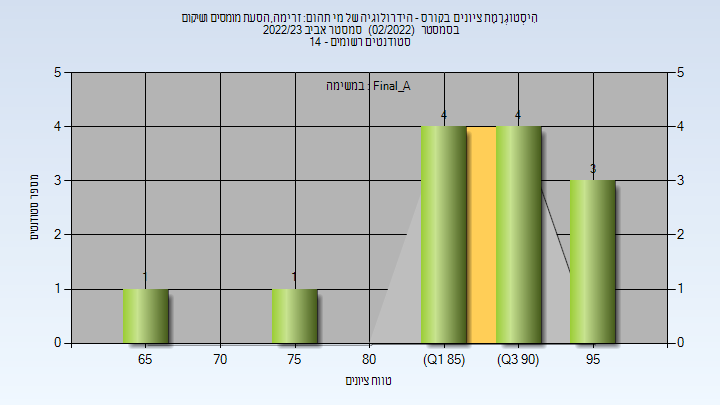 היסטוגרמת ציונים בקורס - הידרולוגיה של מי תהום: זרימה,הסעת מומסים ושיקום
בסמסטר (02/2022) סמסטר אביב 2022/23
סטודנטים רשומים - 14
במשימה : Final_A
5 5
4 4 4 4
3 3 3
2 2
1 1 1 1
0 0
65 70 75 80 (Q1 85) (Q3 90) 95
מספר סטודנטים
טווח ציונים